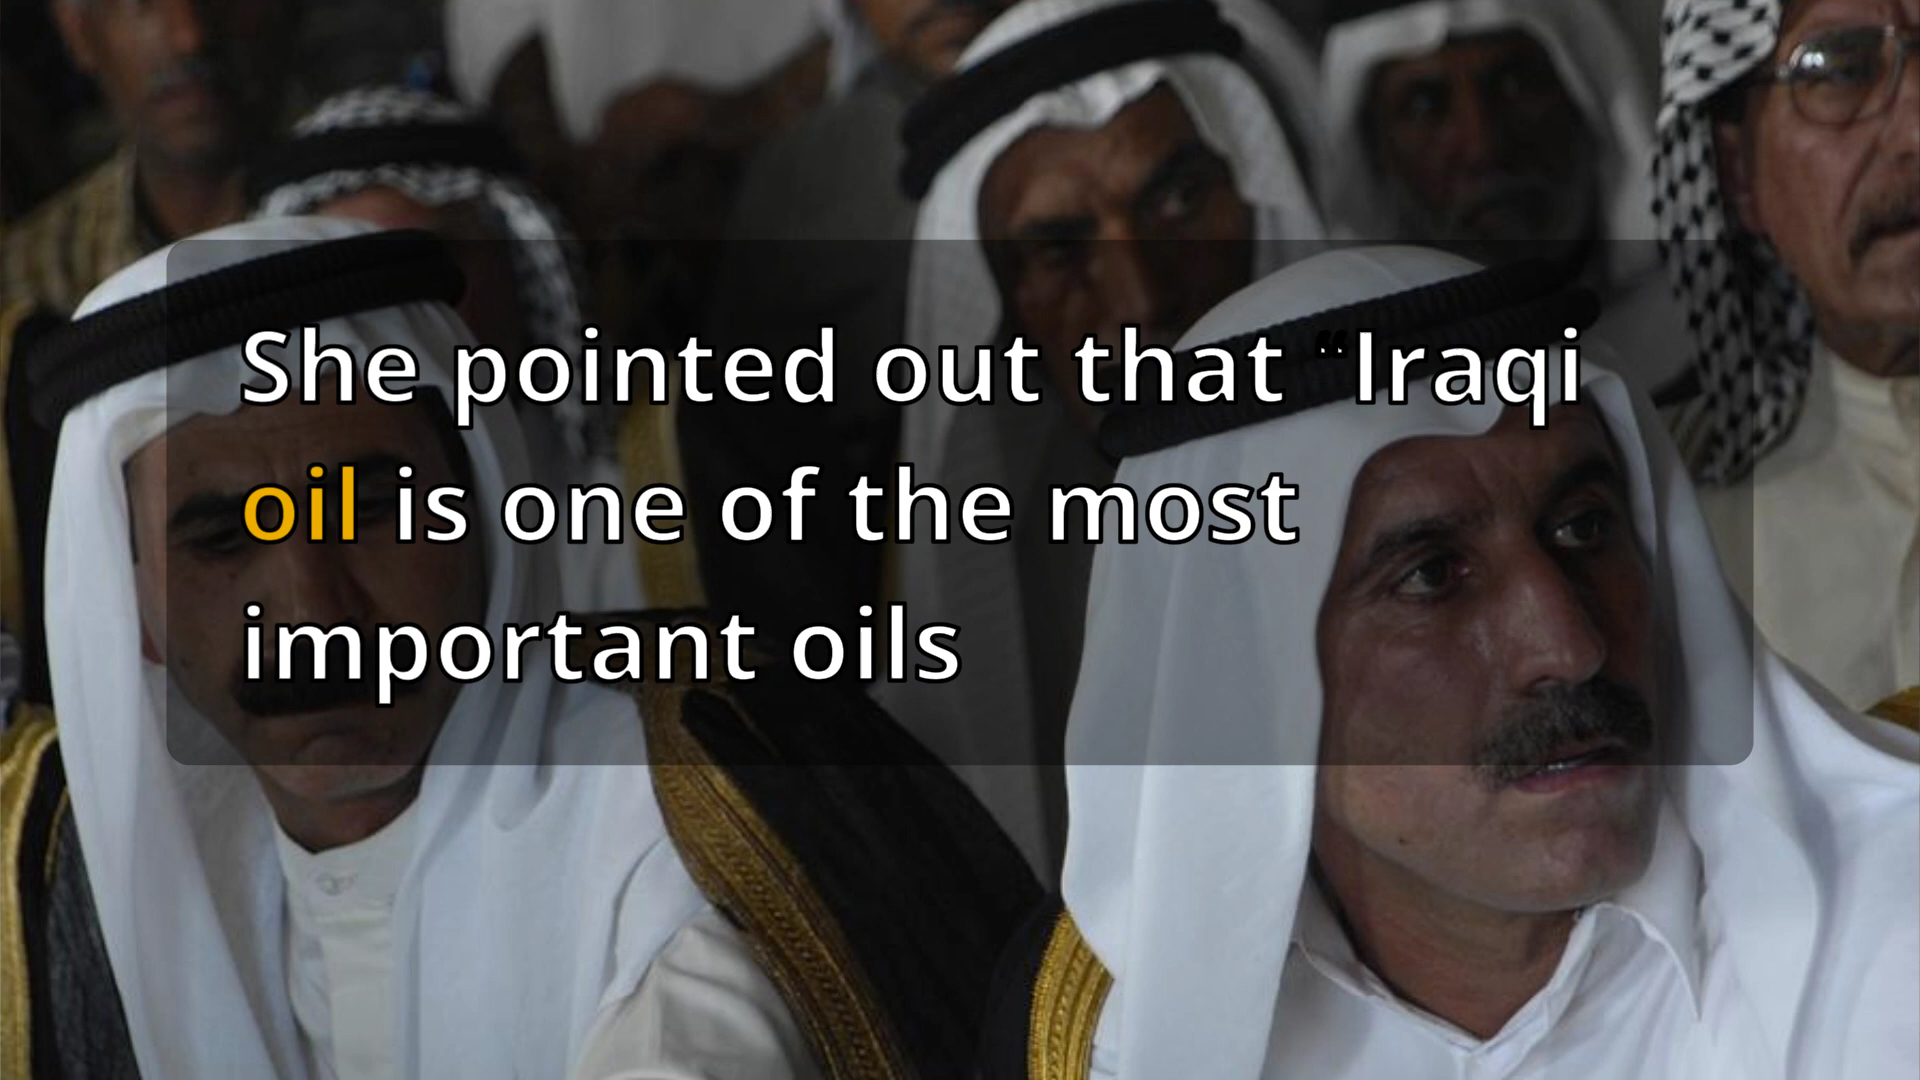 She pointed out that “Iraqi
oil is one of the most
important oils